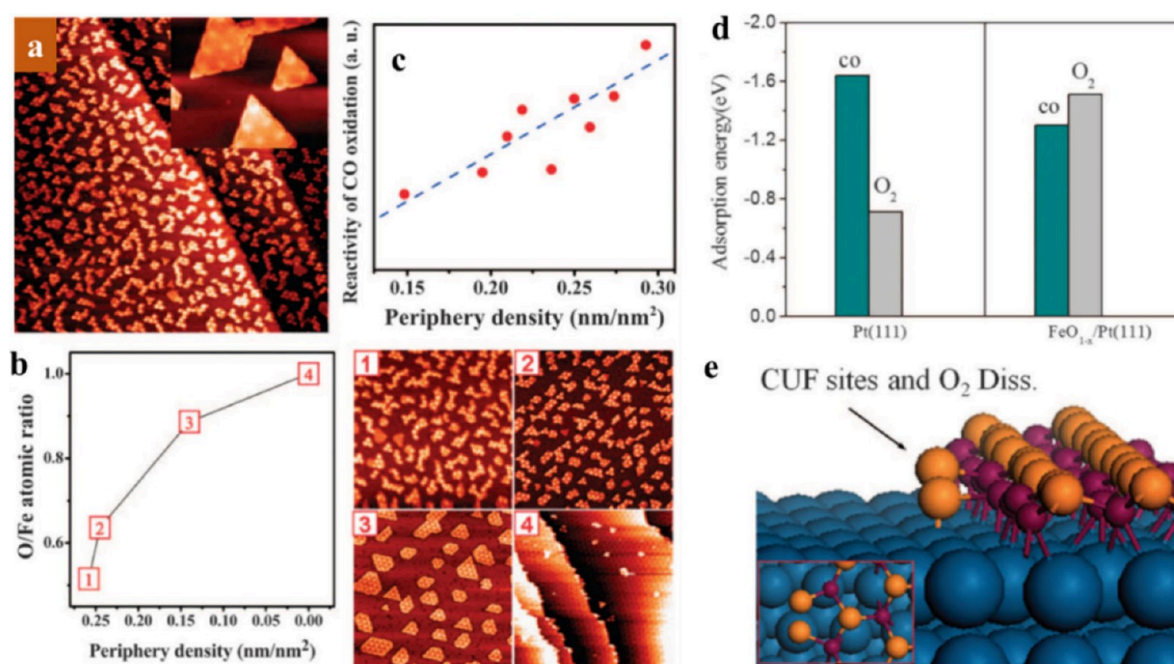 a
c
Reactivity of CO oxidation (a. u.)
0.15 0.20 0.25 0.30
Periphery density (nm/nm²)
d
Adsorption energy(eV)
-2.0
-1.6
-1.2
-0.8
-0.4
0.0
co
O₂
co
O₂
Pt(111)
FeO₁₋ₓ/Pt(111)
b
O/Fe atomic ratio
1.0
0.8
0.6
4
3
2
1
0.25 0.20 0.15 0.10 0.05 0.00
Periphery density (nm/nm²)
1
2
3
4
e
CUF sites and O₂ Diss.